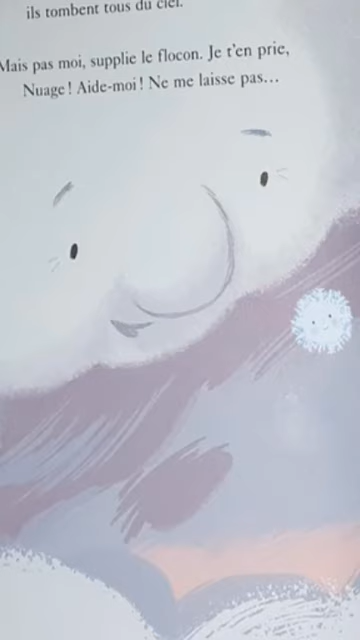 ils tombent tous du ciel.
Mais pas moi, supplie le flocon. Je t'en prie,
Nuage ! Aide-moi ! Ne me laisse pas…